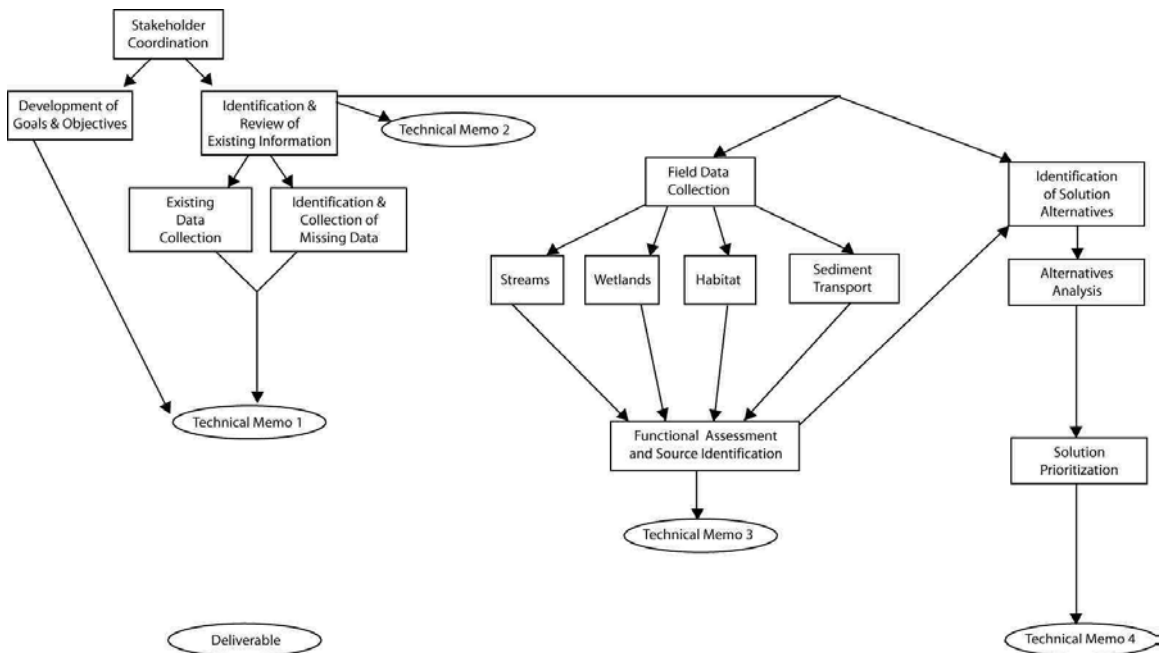 Stakeholder
Coordination
Development of
Goals & Objectives
Identification &
Review of
Existing Information
Technical Memo 2
Existing
Data
Collection
Identification &
Collection of
Missing Data
Field Data
Collection
Identification
of Solution
Alternatives
Streams
Wetlands
Habitat
Sediment
Transport
Alternatives
Analysis
Technical Memo 1
Functional Assessment
and Source Identification
Solution
Prioritization
Technical Memo 3
Deliverable
Technical Memo 4